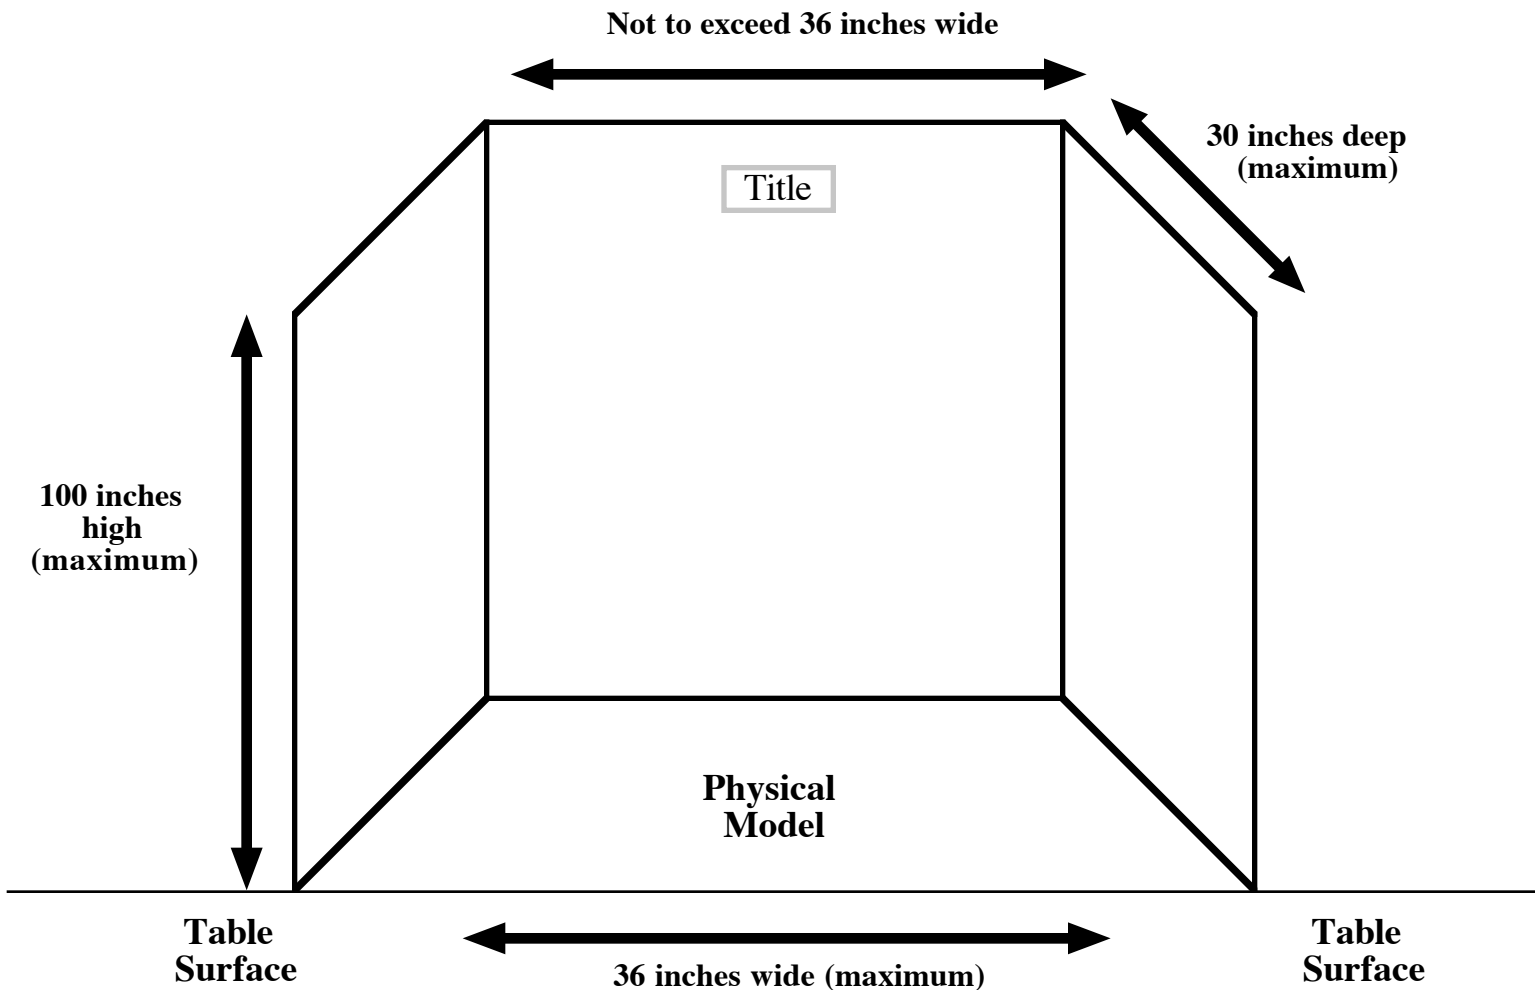 Not to exceed 36 inches wide
30 inches deep
(maximum)
Title
100 inches
high
(maximum)
Physical
Model
Table
Surface
36 inches wide (maximum)
Table
Surface